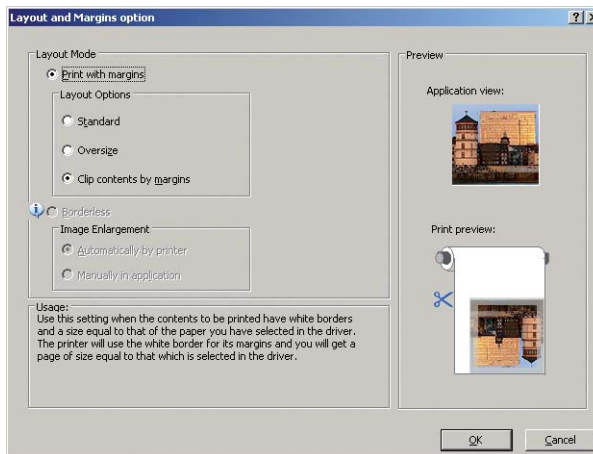 Layout and Margins option
Layout Mode
Print with margins
Layout Options
Standard
Oversize
Clip contents by margins
Borderless
Image Enlargement
Automatically by printer
Manually in application
Usage:
Use this setting when the contents to be printed have white borders
and a size equal to that of the paper you have selected in the driver.
The printer will use the white border for its margins and you will get a
page of size equal to that which is selected in the driver.
Preview
Application view:
Print preview:
OK
Cancel